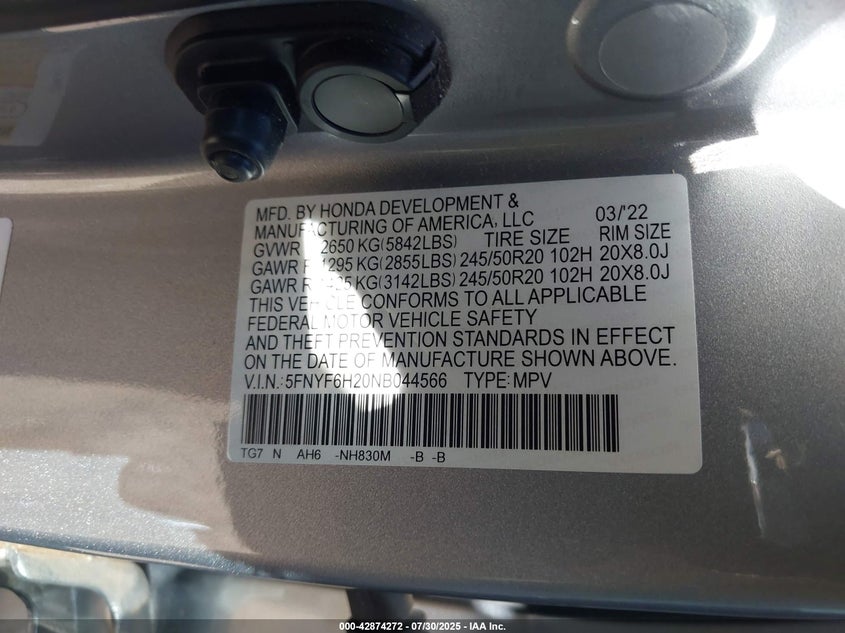 MFD. BY HONDA DEVELOPMENT &
MANUFACTURING OF AMERICA, LLC 03/'22
GVWR 2650 KG(5842LBS) TIRE SIZE RIM SIZE
GAWR F 1295 KG(2855LBS) 245/50R20 102H 20X8.0J
GAWR R KG(3142LBS) 245/50R20 102H 20X8.0J
THIS VEHICLE CONFORMS TO ALL APPLICABLE
FEDERAL MOTOR VEHICLE SAFETY
AND THEFT PREVENTION STANDARDS IN EFFECT
ON THE DATE OF MANUFACTURE SHOWN ABOVE.
V.I.N.:5FNYF6H20NB044566 TYPE:MPV
TG7 N AH6 -NH830M -B -B
000-42874272 - 07/30/2025 - IAA Inc.